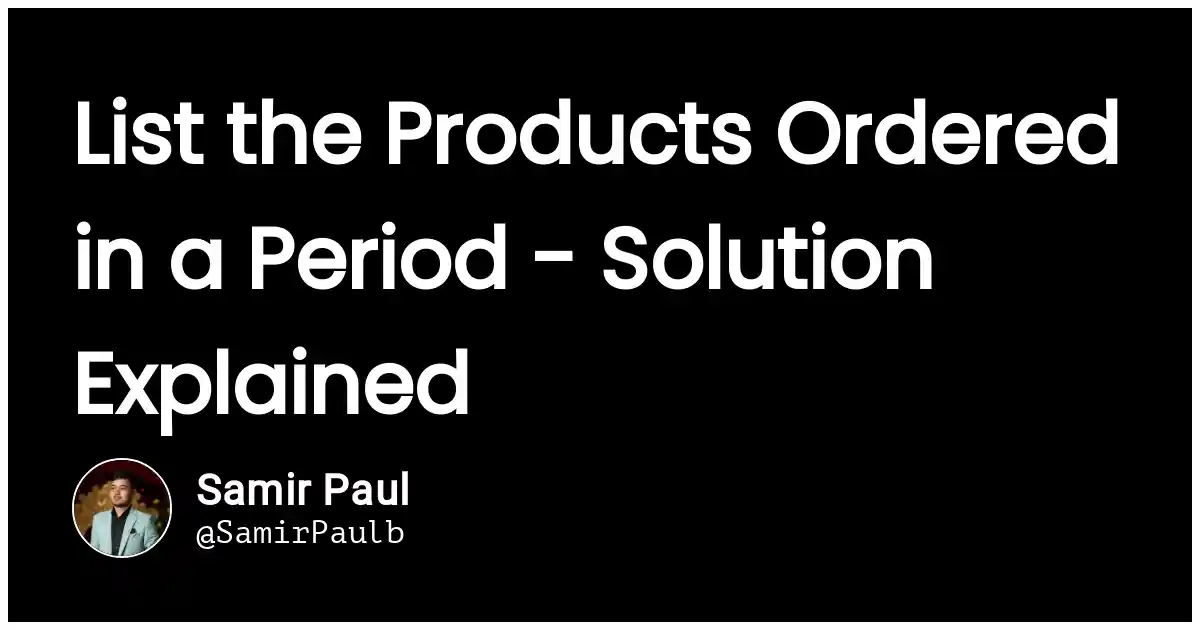 List the Products Ordered
in a Period - Solution
Explained
Samir Paul
@SamirPaulb